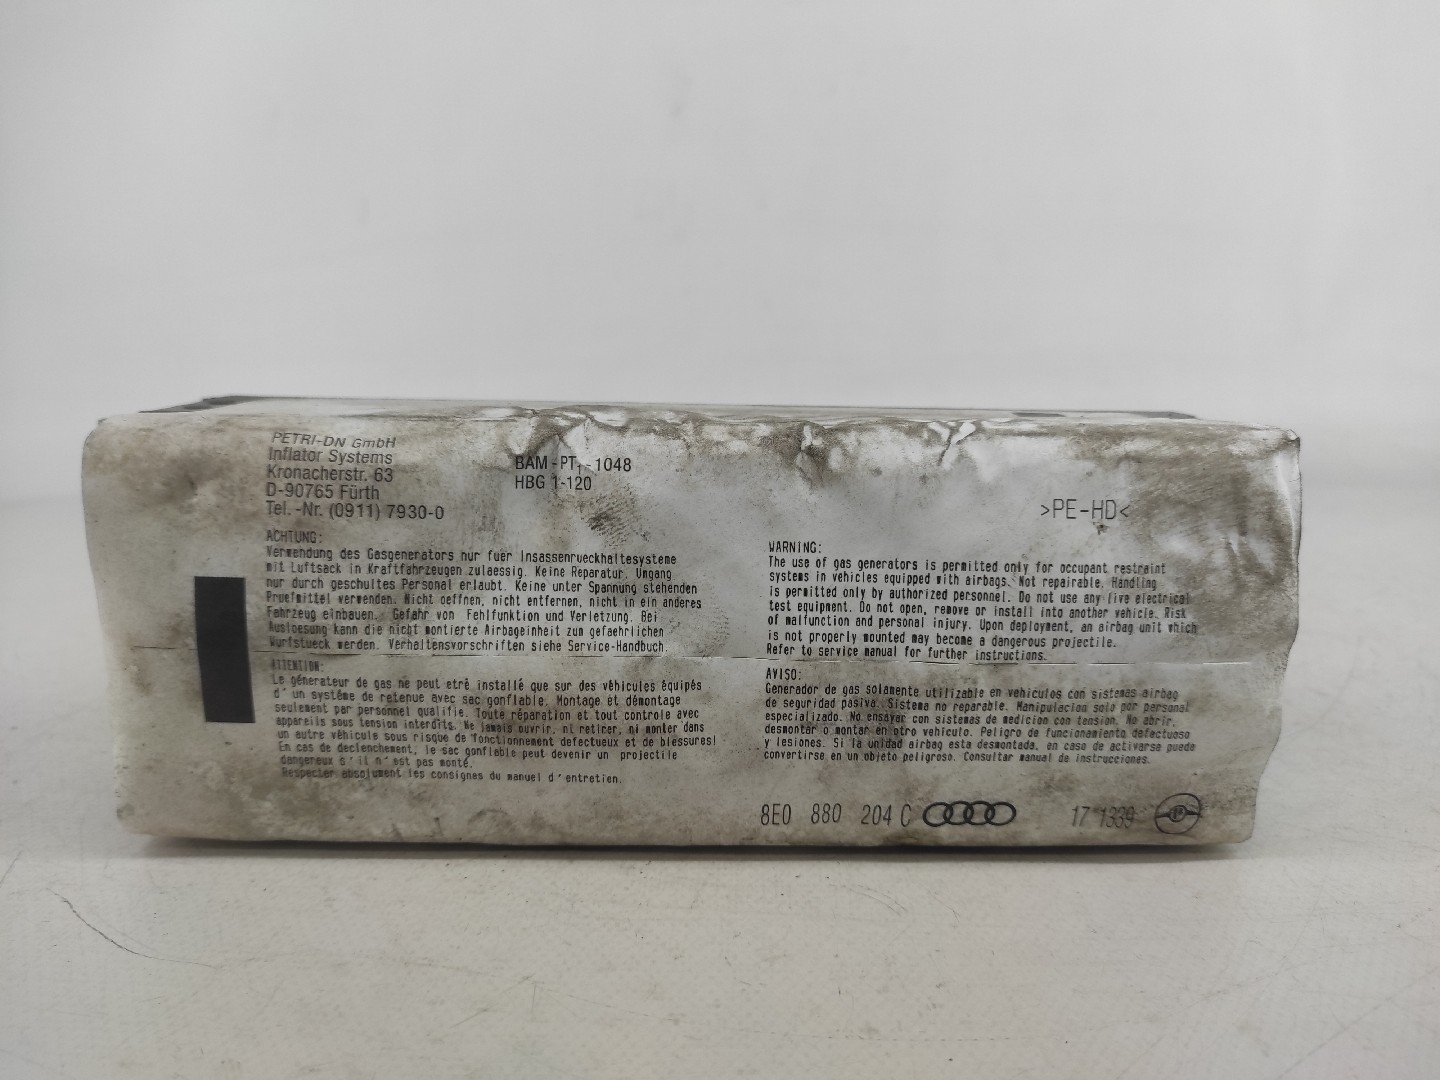 PETRI-DN GmbH
Inflator Systems
Kronacherstr. 63
D-90765 Fürth
Tel. -Nr. (0911) 7930-0
BAM-PT₁-1048
HBG 1-120
>PE-HD<
ACHTUNG:
Verwendung des Gasgenerators nur fuer Insassenrueckhaltesysteme
mit Luftsack in Kraftfahrzeugen zulaessig. Keine Reparatur. Umgang
nur durch geschultes Personal erlaubt. Keine unter Spannung stehenden
Pruefmittel verwenden. Nicht oeffnen, nicht entfernen, nicht in ein anderes
Fahrzeug einbauen. Gefahr von Fehlfunktion und Verletzung. Bei
Ausloesung kann die nicht montierte Airbageinheit zum gefaehrlichen
Wurfstueck werden. Verhaltensvorschriften siehe Service-Handbuch.
ATTENTION:
Le générateur de gas ne peut etrê installé que sur des véhicules équipés
d'un systéme de retenue avec sac gonflable. Montage et démontage
seulement par personnel qualifie. Toute réparation et tout controle avec
appareils sous tension interdits. Ne jamais ouvrir, ni retirer, ni monter dans
un autre véhicule sous risque de fonctionnement defectueux et de blessures!
En cas de declenchement, le sac gonflable peut devenir un projectile
dangereux s'il n'est pas monté.
Respecter absolument les consignes du manuel d'entretien.
WARNING:
The use of gas generators is permitted only for occupant restraint
systems in vehicles equipped with airbags. Not repairable. Handling
is permitted only by authorized personnel. Do not use any live electrical
test equipment. Do not open, remove or install into another vehicle. Risk
of malfunction and personal injury. Upon deployment, an airbag unit which
is not properly mounted may become a dangerous projectile.
Refer to service manual for further instructions.
AVISO:
Generador de gas solamente utilizable en vehiculos con sistemas airbag
de seguridad pasiva. Sistema no reparable. Manipulacion solo por personal
especializado. No ensayar con sistemas de medicion con tension. No abrir,
desmontar o montar en otro vehiculo. Peligro de funcionamiento defectuoso
y lesiones. Si la unidad airbag esta desmontada, en caso de activarse puede
convertirse en un objeto peligroso. Consultar manual de instrucciones.
8E0 880 204 C
17 1339